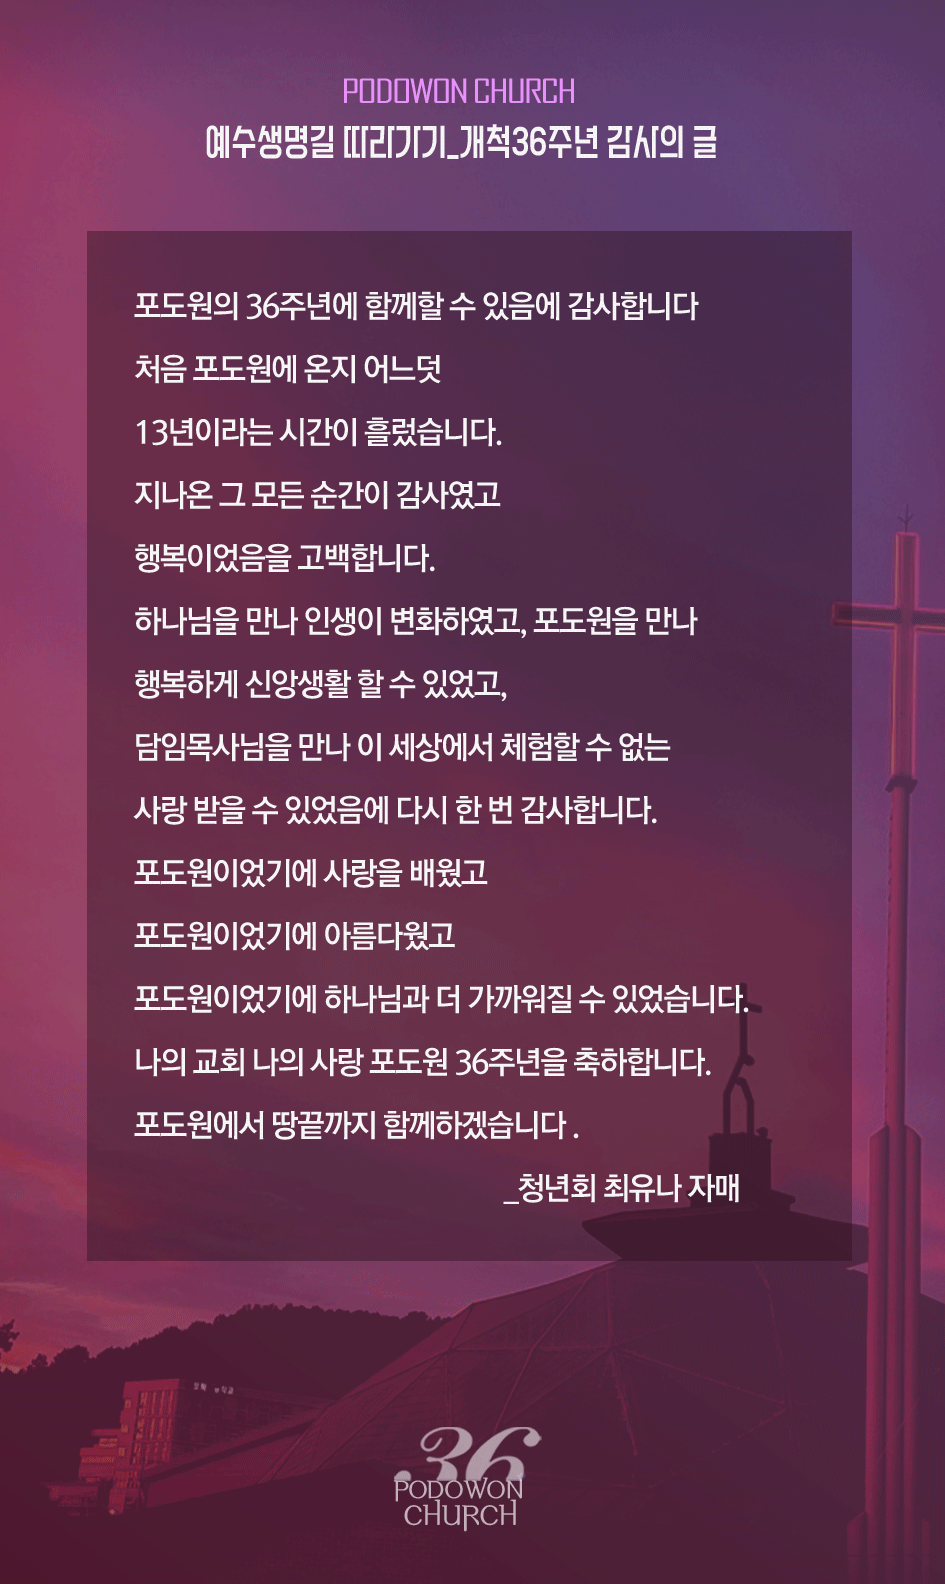 PODOWON CHURCH
예수생명길 따라가기_개척36주년 감사의 글
포도원의 36주년에 함께할 수 있음에 감사합니다
처음 포도원에 온지 어느덧
13년이라는 시간이 흘렀습니다.
지나온 그 모든 순간이 감사였고
행복이었음을 고백합니다.
하나님을 만나 인생이 변화하였고, 포도원을 만나
행복하게 신앙생활 할 수 있었고,
담임목사님을 만나 이 세상에서 체험할 수 없는
사랑 받을 수 있었음에 다시 한 번 감사합니다.
포도원이었기에 사랑을 배웠고
포도원이었기에 아름다웠고
포도원이었기에 하나님과 더 가까워질 수 있었습니다.
나의 교회 나의 사랑 포도원 36주년을 축하합니다.
포도원에서 땅끝까지 함께하겠습니다 .
_청년회 최유나 자매
36
PODOWON
CHURCH